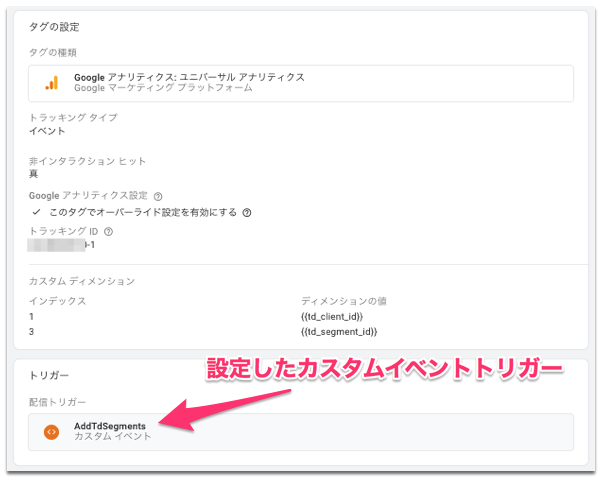 タグの設定
タグの種類
Google アナリティクス: ユニバーサル アナリティクス
Google マーケティング プラットフォーム
トラッキング タイプ
イベント
非インタラクション ヒット
真
Google アナリティクス設定
このタグでオーバーライド設定を有効にする
トラッキング ID
-1
カスタム ディメンション
インデックス ディメンションの値
1 {{td_client_id}}
3 {{td_segment_id}}
トリガー
設定したカスタムイベントトリガー
配信トリガー
AddTdSegments
カスタム イベント